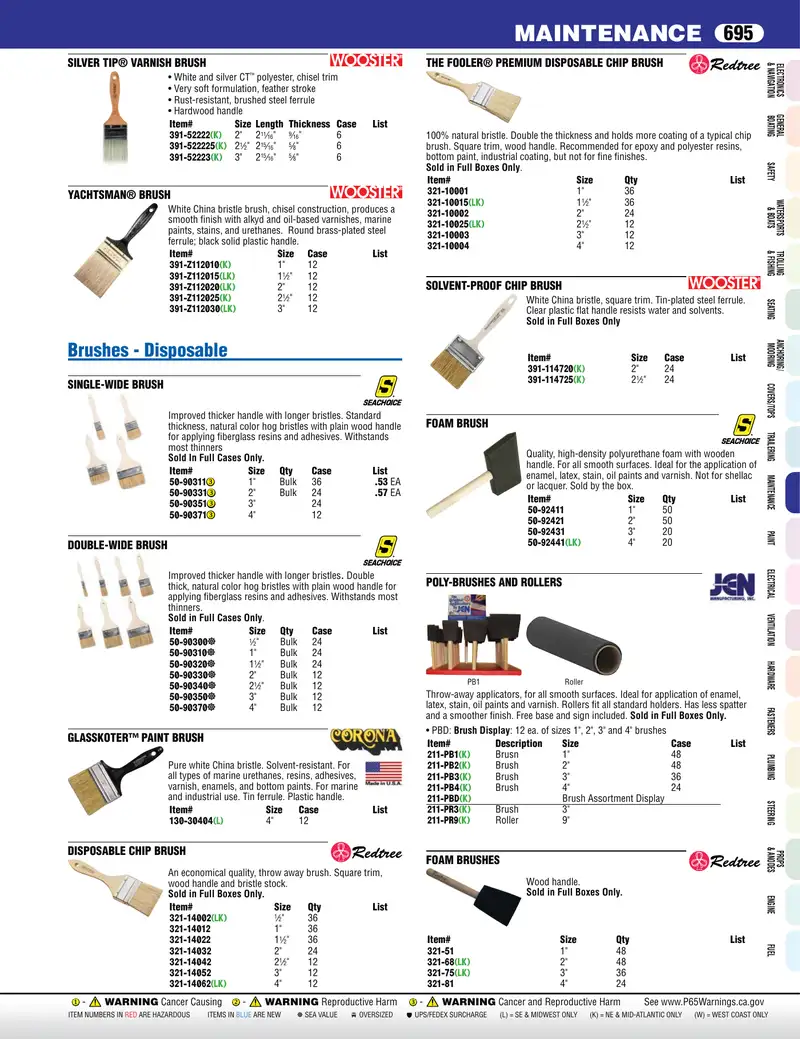 MAINTENANCE 695
SILVER TIP® VARNISH BRUSH WOOSTER®
• White and silver CT™ polyester, chisel trim
• Very soft formulation, feather stroke
• Rust-resistant, brushed steel ferrule
• Hardwood handle
Item# Size Length Thickness Case List
391-52222(K) 2" 2 11/16" 9/16" 6
391-522225(K) 2½" 2 15/16" 5/8" 6
391-52223(K) 3" 2 15/16" 5/8" 6
YACHTSMAN® BRUSH WOOSTER®
White China bristle brush, chisel construction, produces a
smooth finish with alkyd and oil-based varnishes, marine
paints, stains, and urethanes. Round brass-plated steel
ferrule; black solid plastic handle.
Item# Size Case List
391-Z112010(K) 1" 12
391-Z112015(LK) 1½" 12
391-Z112020(LK) 2" 12
391-Z112025(K) 2½" 12
391-Z112030(LK) 3" 12
Brushes - Disposable
SINGLE-WIDE BRUSH SEACHOICE
Improved thicker handle with longer bristles. Standard
thickness, natural color hog bristles with plain wood handle
for applying fiberglass resins and adhesives. Withstands
most thinners
Sold In Full Cases Only.
Item# Size Qty Case List
50-90311③ 1" Bulk 36 .53 EA
50-90331③ 2" Bulk 24 .57 EA
50-90351③ 3" 24
50-90371③ 4" 12
DOUBLE-WIDE BRUSH SEACHOICE
Improved thicker handle with longer bristles. Double
thick, natural color hog bristles with plain wood handle for
applying fiberglass resins and adhesives. Withstands most
thinners.
Sold in Full Cases Only.
Item# Size Qty Case List
50-90300 ½" Bulk 24
50-90310 1" Bulk 24
50-90320 1½" Bulk 24
50-90330 2" Bulk 12
50-90340 2½" Bulk 12
50-90350 3" Bulk 12
50-90370 4" Bulk 12
GLASSKOTER™ PAINT BRUSH CORONA
Pure white China bristle. Solvent-resistant. For
all types of marine urethanes, resins, adhesives,
varnish, enamels, and bottom paints. For marine
and industrial use. Tin ferrule. Plastic handle.
Made in U.S.A.
Item# Size Case List
130-30404(L) 4" 12
DISPOSABLE CHIP BRUSH Redtree
An economical quality, throw away brush. Square trim,
wood handle and bristle stock.
Sold in Full Boxes Only.
Item# Size Qty List
321-14002(LK) ½" 36
321-14012 1" 36
321-14022 1½" 36
321-14032 2" 24
321-14042 2½" 12
321-14052 3" 12
321-14062(LK) 4" 12
THE FOOLER® PREMIUM DISPOSABLE CHIP BRUSH Redtree
100% natural bristle. Double the thickness and holds more coating of a typical chip
brush. Square trim, wood handle. Recommended for epoxy and polyester resins,
bottom paint, industrial coating, but not for fine finishes.
Sold in Full Boxes Only.
Item# Size Qty List
321-10001 1" 36
321-10015(LK) 1½" 36
321-10002 2" 24
321-10025(LK) 2½" 12
321-10003 3" 12
321-10004 4" 12
SOLVENT-PROOF CHIP BRUSH WOOSTER®
White China bristle, square trim. Tin-plated steel ferrule.
Clear plastic flat handle resists water and solvents.
Sold in Full Boxes Only
Item# Size Case List
391-114720(K) 2" 24
391-114725(K) 2½" 24
FOAM BRUSH SEACHOICE
Quality, high-density polyurethane foam with wooden
handle. For all smooth surfaces. Ideal for the application of
enamel, latex, stain, oil paints and varnish. Not for shellac
or lacquer. Sold by the box.
Item# Size Qty List
50-92411 1" 50
50-92421 2" 50
50-92431 3" 20
50-92441(LK) 4" 20
POLY-BRUSHES AND ROLLERS JEN
MANUFACTURING, INC.
JEN
PB1 Roller
Throw-away applicators, for all smooth surfaces. Ideal for application of enamel,
latex, stain, oil paints and varnish. Rollers fit all standard holders. Has less spatter
and a smoother finish. Free base and sign included. Sold in Full Boxes Only.
• PBD: Brush Display: 12 ea. of sizes 1", 2", 3" and 4" brushes
Item# Description Size Case List
211-PB1(K) Brusn 1" 48
211-PB2(K) Brush 2" 48
211-PB3(K) Brush 3" 36
211-PB4(K) Brush 4" 24
211-PBD(K) Brush Assortment Display
211-PR3(K) Brush 3"
211-PR9(K) Roller 9"
FOAM BRUSHES Redtree
Wood handle.
Sold in Full Boxes Only.
Item# Size Qty List
321-51 1" 48
321-68(LK) 2" 48
321-75(LK) 3" 36
321-81 4" 24
ELECTRONICS
& NAVIGATION
GENERAL
BOATING
SAFETY
WATERSPORTS
& BOATS
TROLLING
& FISHING
SEATING
ANCHORING/
MOORING
COVERS/TOPS
TRAILERING
MAINTENANCE
PAINT
ELECTRICAL
VENTILATION
HARDWARE
FASTENERS
PLUMBING
STEERING
PROPS
& ANODES
ENGINE
FUEL
① - WARNING Cancer Causing ② - WARNING Reproductive Harm ③ - WARNING Cancer and Reproductive Harm See www.P65Warnings.ca.gov
ITEM NUMBERS IN RED ARE HAZARDOUS ITEMS IN BLUE ARE NEW SEA VALUE OVERSIZED UPS/FEDEX SURCHARGE (L) = SE & MIDWEST ONLY (K) = NE & MID-ATLANTIC ONLY (W) = WEST COAST ONLY